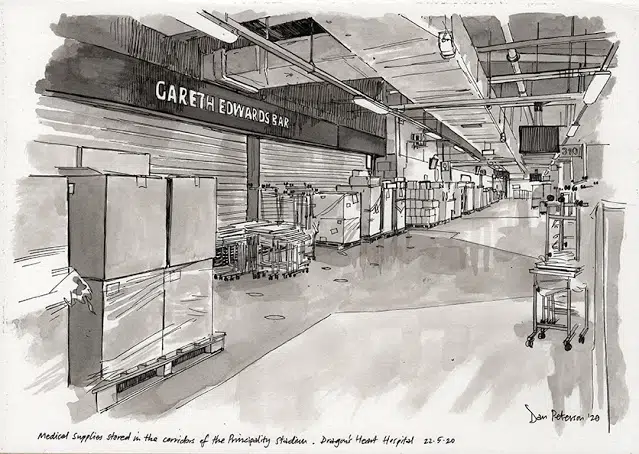 GARETH EDWARDS BAR
Dan Peterson '20
Medical Supplies stored in the corridors of the Principality Stadium. Dragon's Heart Hospital 22-5-20